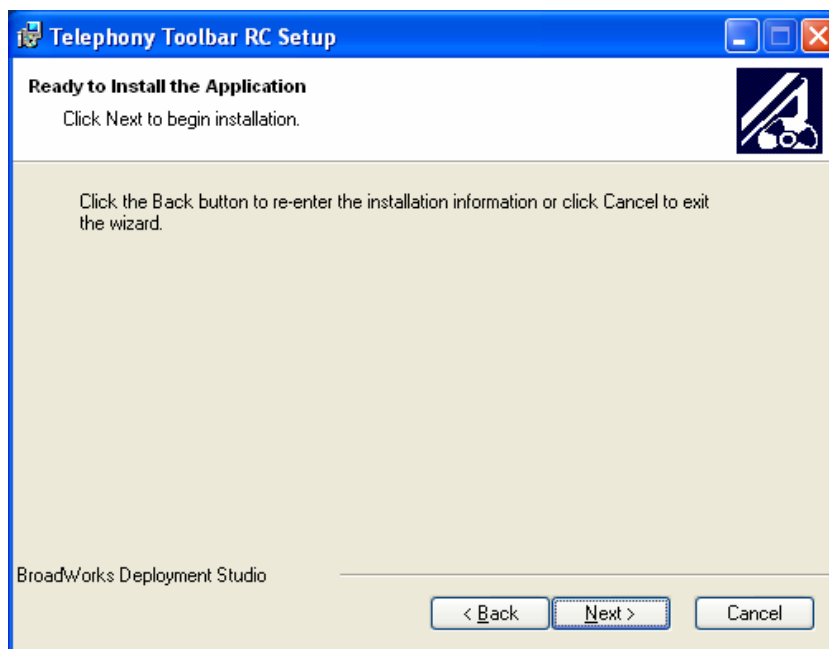 Telephony Toolbar RC Setup
Ready to Install the Application
Click Next to begin installation.
Click the Back button to re-enter the installation information or click Cancel to exit
the wizard.
BroadWorks Deployment Studio
< Back Next > Cancel